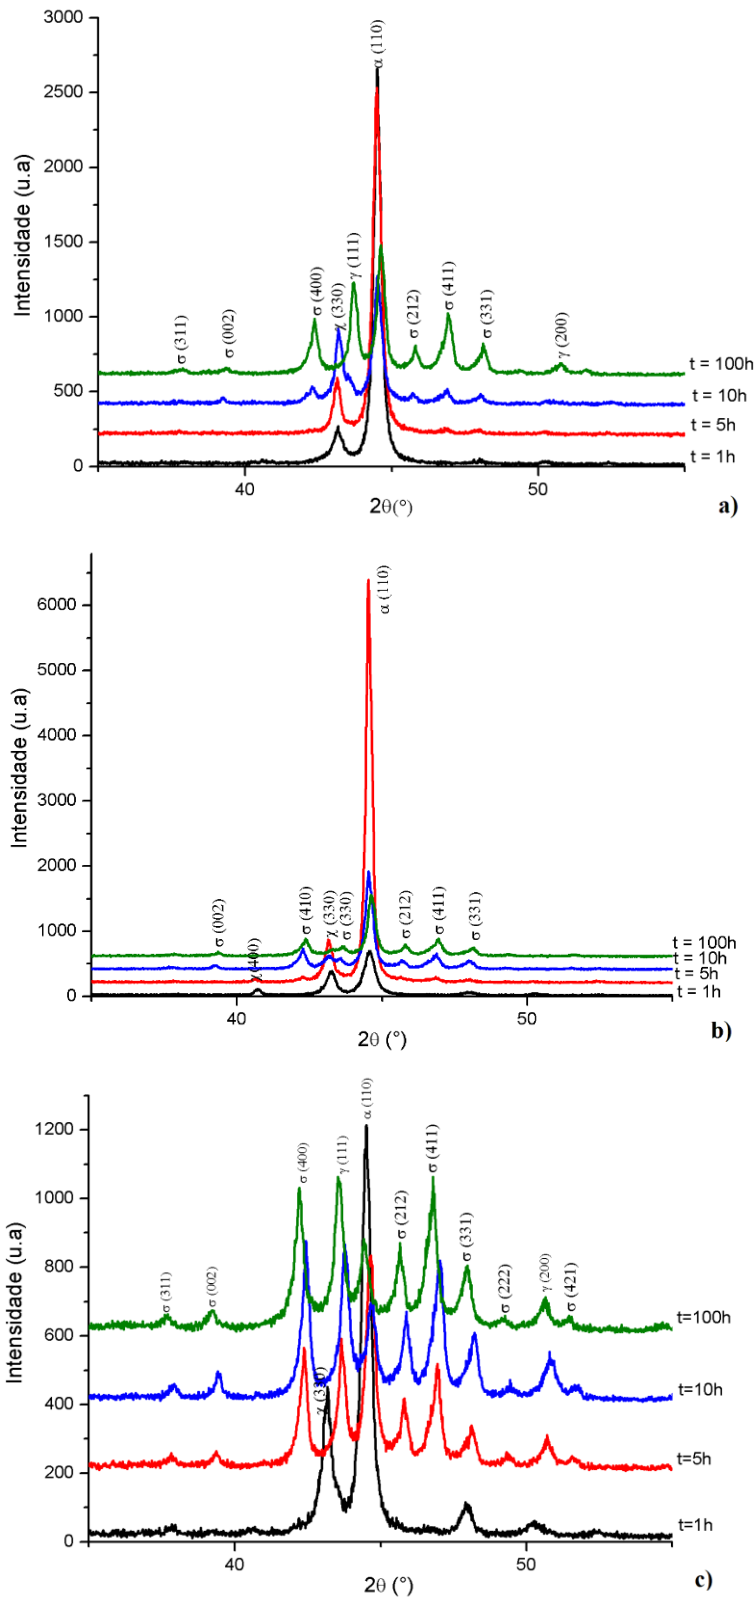 3000
2500
2000
1500
1000
500
0
Intensidade (u.a)
α (110)
σ (311)
σ (002)
σ (400)
χ (330)
γ (111)
σ (212)
σ (411)
σ (331)
γ (200)
t = 100h
t = 10h
t = 5h
t = 1h
40
50
2θ(°)
a)
6000
5000
4000
3000
2000
1000
0
Intensidade (u.a)
α (110)
σ (002)
χ(400)
σ (410)
χ (330)
σ (330)
σ (212)
σ (411)
σ (331)
t = 100h
t = 10h
t = 5h
t = 1h
40
50
2θ (°)
b)
1200
1000
800
600
400
200
0
Intensidade (u.a)
σ (311)
σ (002)
σ (400)
χ (330)
γ (111)
α (110)
σ (212)
σ (411)
σ (331)
σ (222)
γ (200)
σ (421)
t=100h
t=10h
t=5h
t=1h
40
50
2θ (°)
c)